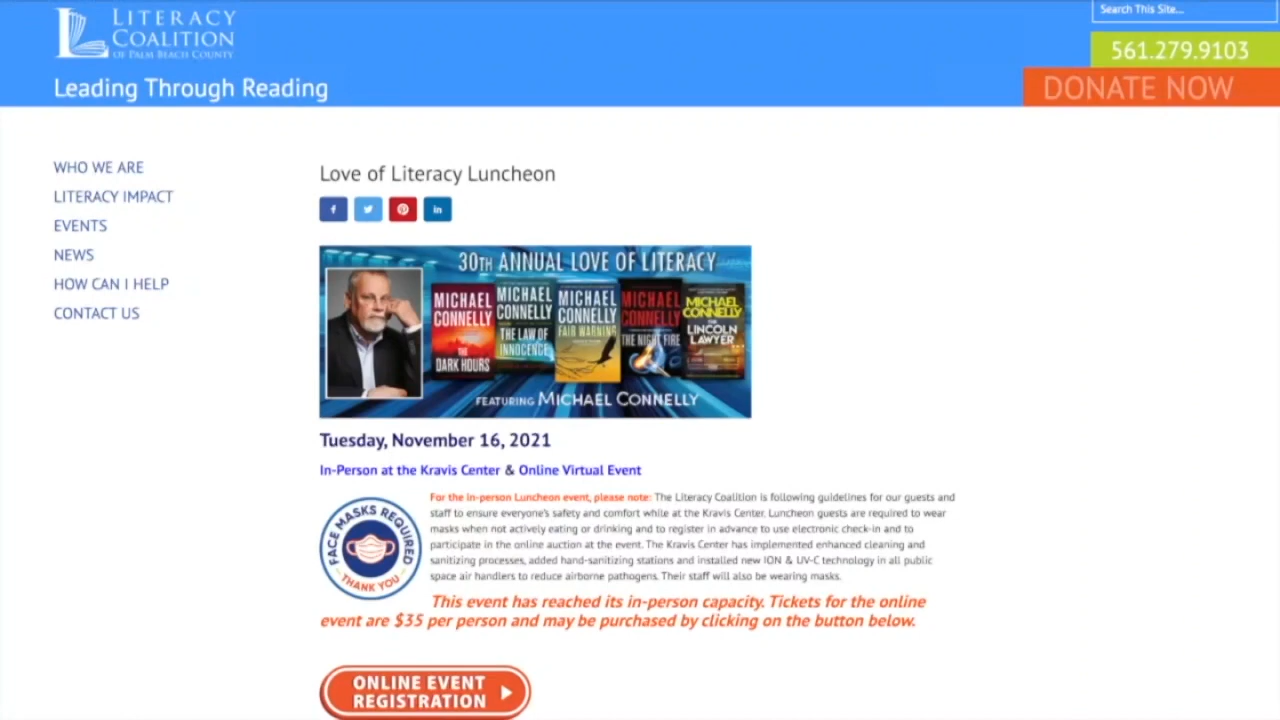 LITERACY
COALITION
OF PALM BEACH COUNTY
Leading Through Reading
Search This Site...
561.279.9103
DONATE NOW
WHO WE ARE
LITERACY IMPACT
EVENTS
NEWS
HOW CAN I HELP
CONTACT US
Love of Literacy Luncheon
30TH ANNUAL LOVE OF LITERACY
MICHAEL CONNELLY THE DARK HOURS
MICHAEL CONNELLY THE LAW OF INNOCENCE
MICHAEL CONNELLY FAIR WARNING
MICHAEL CONNELLY THE NIGHT FIRE
MICHAEL CONNELLY THE LINCOLN LAWYER
FEATURING MICHAEL CONNELLY
Tuesday, November 16, 2021
In-Person at the Kravis Center & Online Virtual Event
FACE MASKS REQUIRED
THANK YOU
For the in-person Luncheon event, please note: The Literacy Coalition is following guidelines for our guests and
staff to ensure everyone's safety and comfort while at the Kravis Center. Luncheon guests are required to wear
masks when not actively eating or drinking and to register in advance to use electronic check-in and to
participate in the online auction at the event. The Kravis Center has implemented enhanced cleaning and
sanitizing processes, added hand-sanitizing stations and installed new ION & UV-C technology in all public
space air handlers to reduce airborne pathogens. Their staff will also be wearing masks.
This event has reached its in-person capacity. Tickets for the online
event are $35 per person and may be purchased by clicking on the button below.
ONLINE EVENT
REGISTRATION